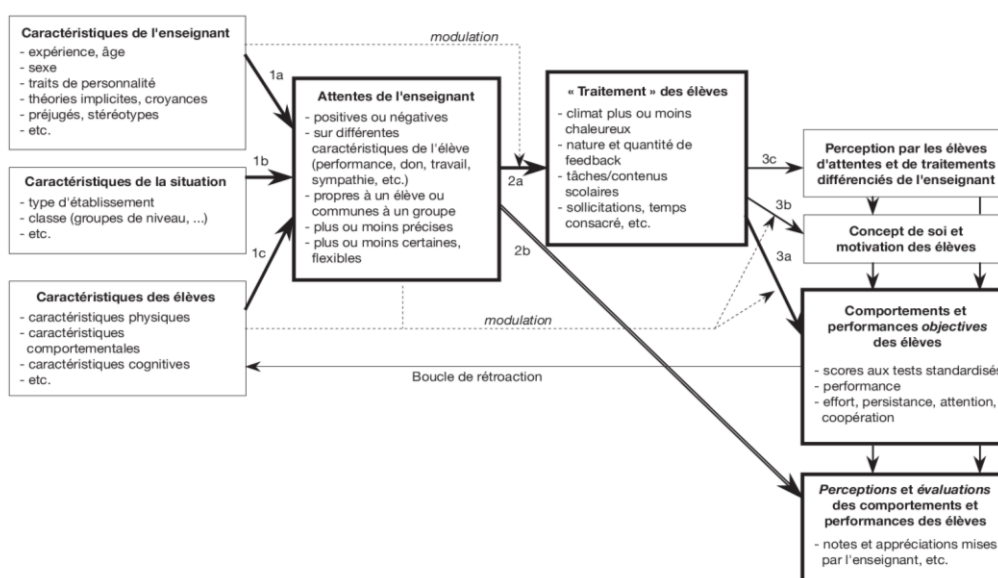 Caractéristiques de l'enseignant
- expérience, âge
- sexe
- traits de personnalité
- théories implicites, croyances
- préjugés, stéréotypes
- etc.
Caractéristiques de la situation
- type d'établissement
- classe (groupes de niveau, ...)
- etc.
Caractéristiques des élèves
- caractéristiques physiques
- caractéristiques
comportementales
- caractéristiques cognitives
- etc.
1a
1b
1c
modulation
Attentes de l'enseignant
- positives ou négatives
- sur différentes
caractéristiques de l'élève
(performance, don, travail,
sympathie, etc.)
- propres à un élève ou
communes à un groupe
- plus ou moins précises
- plus ou moins certaines,
flexibles
2a
2b
modulation
Boucle de rétroaction
« Traitement » des élèves
- climat plus ou moins
chaleureux
- nature et quantité de
feedback
- tâches/contenus
scolaires
- sollicitations, temps
consacré, etc.
3c
3b
3a
Perception par les élèves
d'attentes et de traitements
différenciés de l'enseignant
Concept de soi et
motivation des élèves
Comportements et
performances objectives
des élèves
- scores aux tests standardisés
- performance
- effort, persistance, attention,
coopération
Perceptions et évaluations
des comportements et
performances des élèves
- notes et appréciations mises
par l'enseignant, etc.